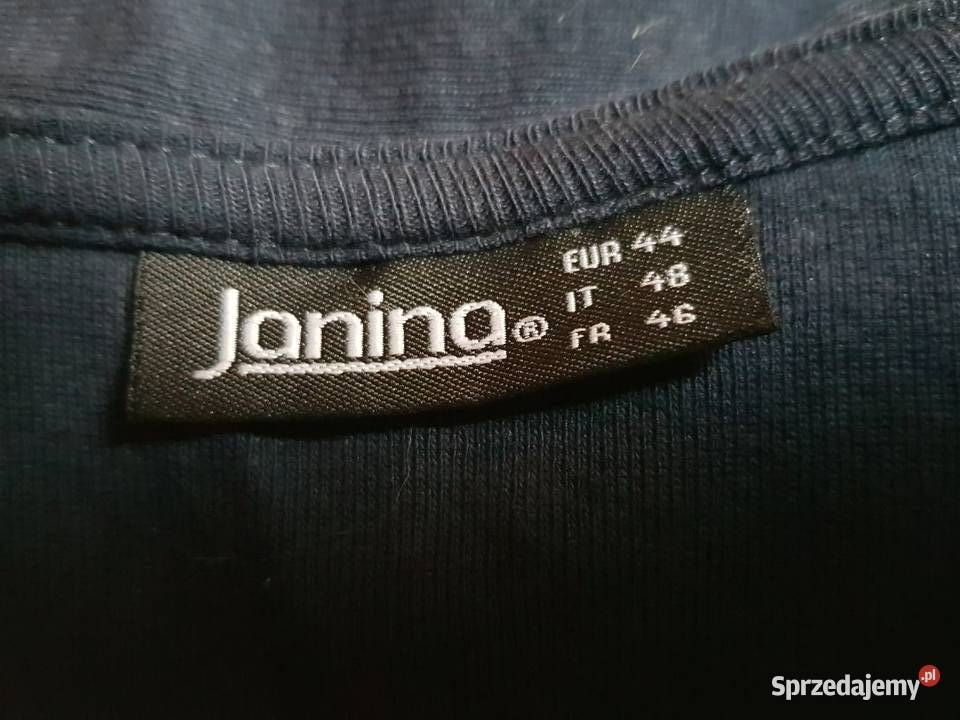 Janina®
EUR 44
IT 48
FR 46
Sprzedajemy.pl